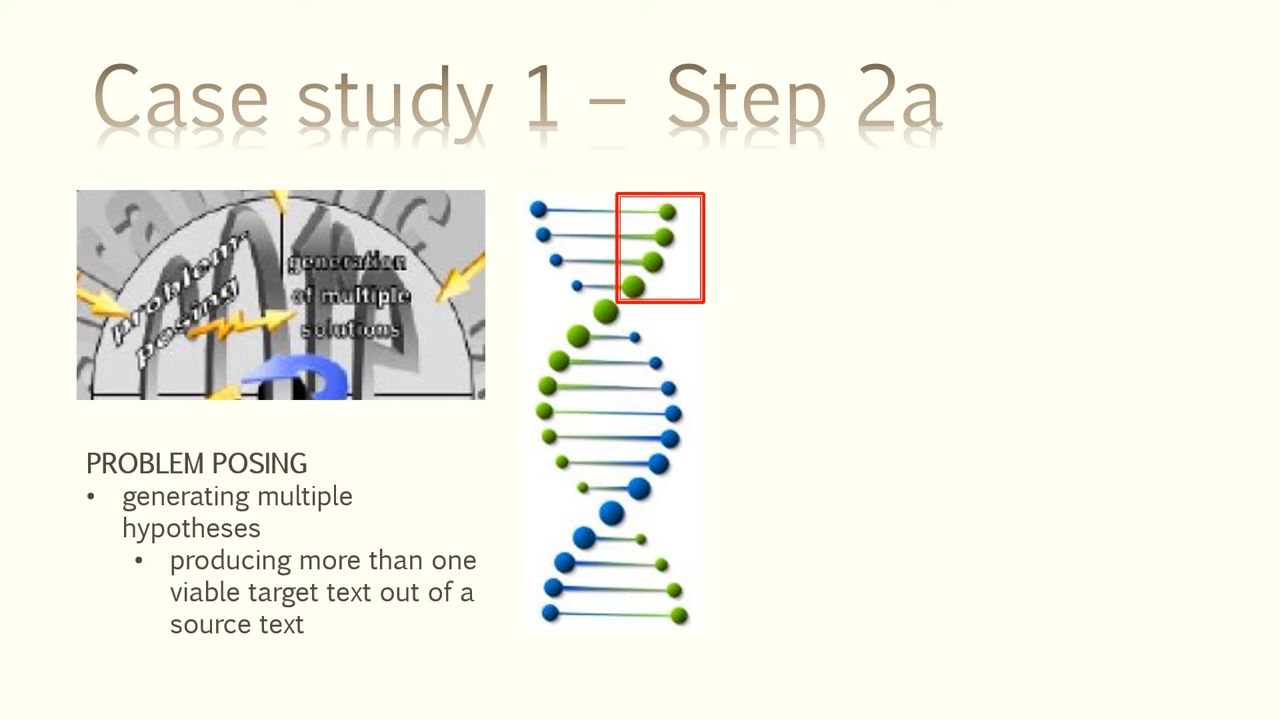 Case study 1 – Step 2a
problem-
posing
generation
of multiple
solutions
PROBLEM POSING
• generating multiple
hypotheses
• producing more than one
viable target text out of a
source text